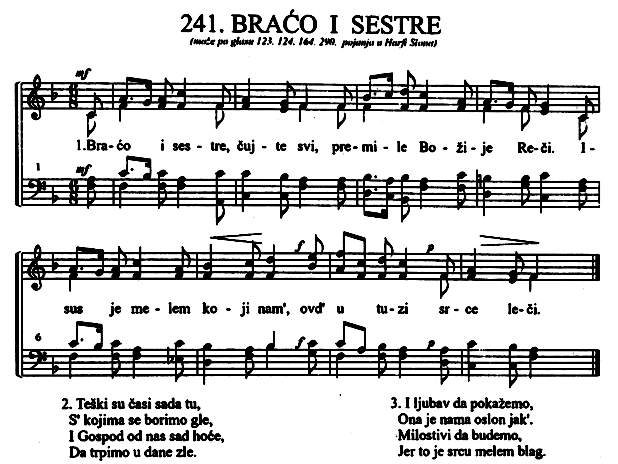 241. BRAĆO I SESTRE
(može po glasu 123. 124. 164. 290. pojanja u Harfi Siona)
mf
1.Bra-ćo i ses-tre, čuj-te svi, pre-mi-le Bo-ži-je Re-či. I-
1
mf
f p
sus je me-lem ko-ji nam', ovd' u tu-zi sr-ce le-či.
6
f p
2. Teški su časi sada tu,
S' kojima se borimo gle,
I Gospod od nas sad hoće,
Da trpimo u dane zle.
3. I ljubav da pokažemo,
Ona je nama oslon jak'.
Milostivi da budemo,
Jer to je srcu melem blag.